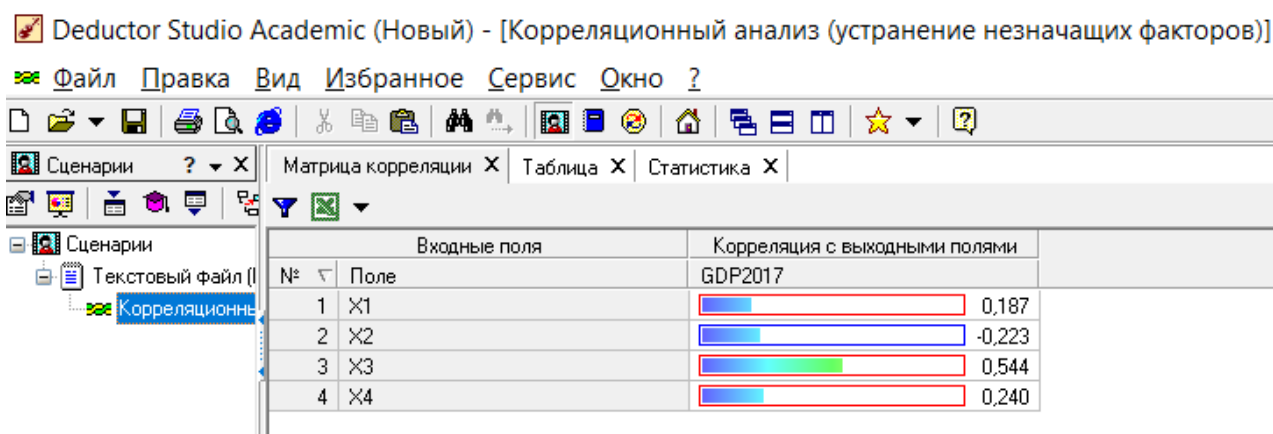 Deductor Studio Academic (Новый) - [Корреляционный анализ (устранение незначащих факторов)]
Файл Правка Вид Избранное Сервис Окно ?
Сценарии ? X
Матрица корреляции X Таблица X Статистика X
Сценарии
Текстовый файл (
Корреляционны
Входные поля Корреляция с выходными полями
№ Поле GDP2017
1 X1 0,187
2 X2 -0,223
3 X3 0,544
4 X4 0,240